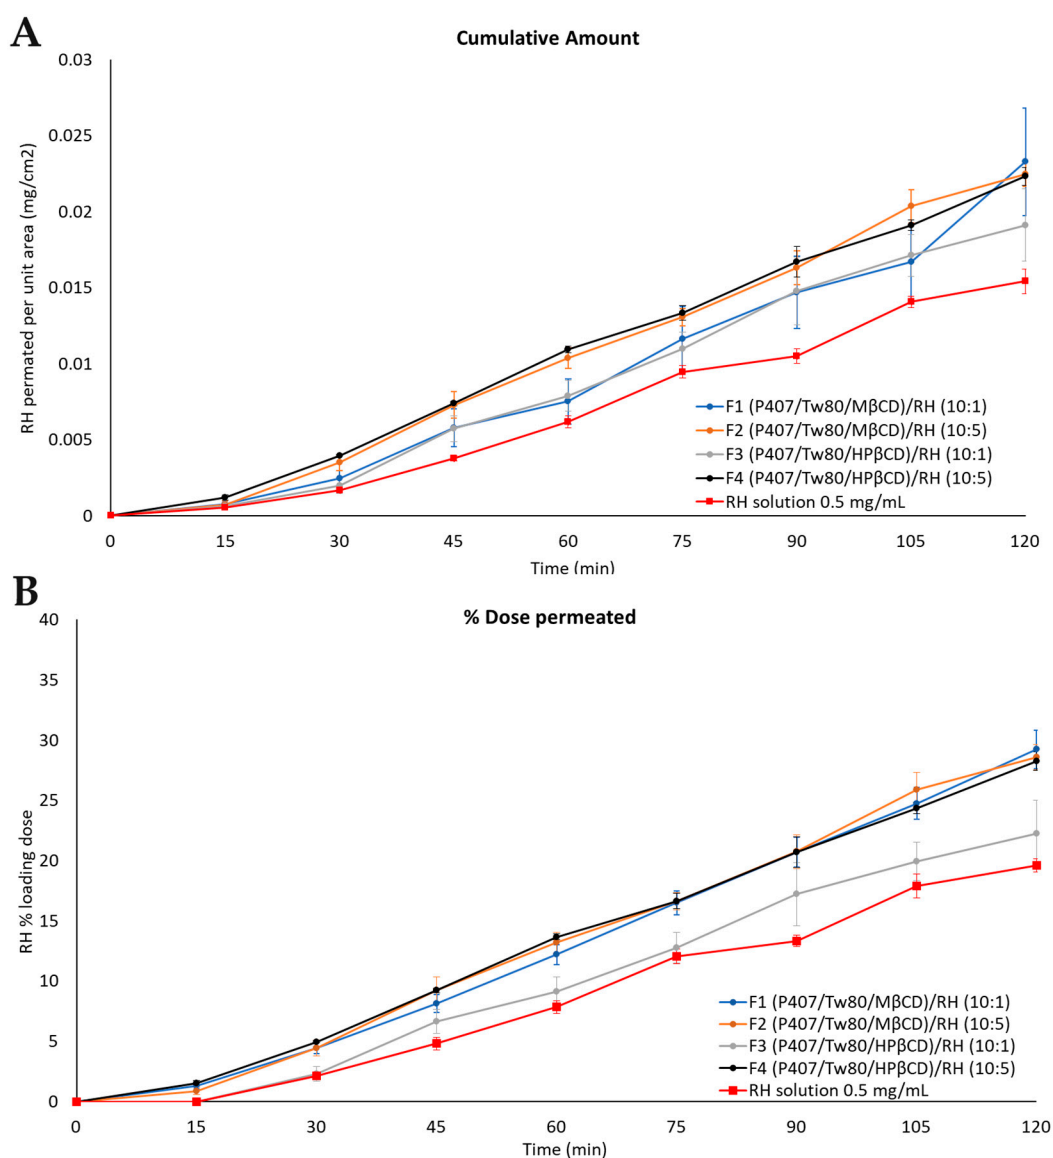 A
Cumulative Amount
0.03
0.025
0.02
0.015
0.01
0.005
0
RH permated per unit area (mg/cm2)
F1 (P407/Tw80/MβCD)/RH (10:1)
F2 (P407/Tw80/MβCD)/RH (10:5)
F3 (P407/Tw80/HPβCD)/RH (10:1)
F4 (P407/Tw80/HPβCD)/RH (10:5)
RH solution 0.5 mg/mL
0 15 30 45 60 75 90 105 120
Time (min)
B
% Dose permeated
40
35
30
25
20
15
10
5
0
RH % loading dose
F1 (P407/Tw80/MβCD)/RH (10:1)
F2 (P407/Tw80/MβCD)/RH (10:5)
F3 (P407/Tw80/HPβCD)/RH (10:1)
F4 (P407/Tw80/HPβCD)/RH (10:5)
RH solution 0.5 mg/mL
0 15 30 45 60 75 90 105 120
Time (min)